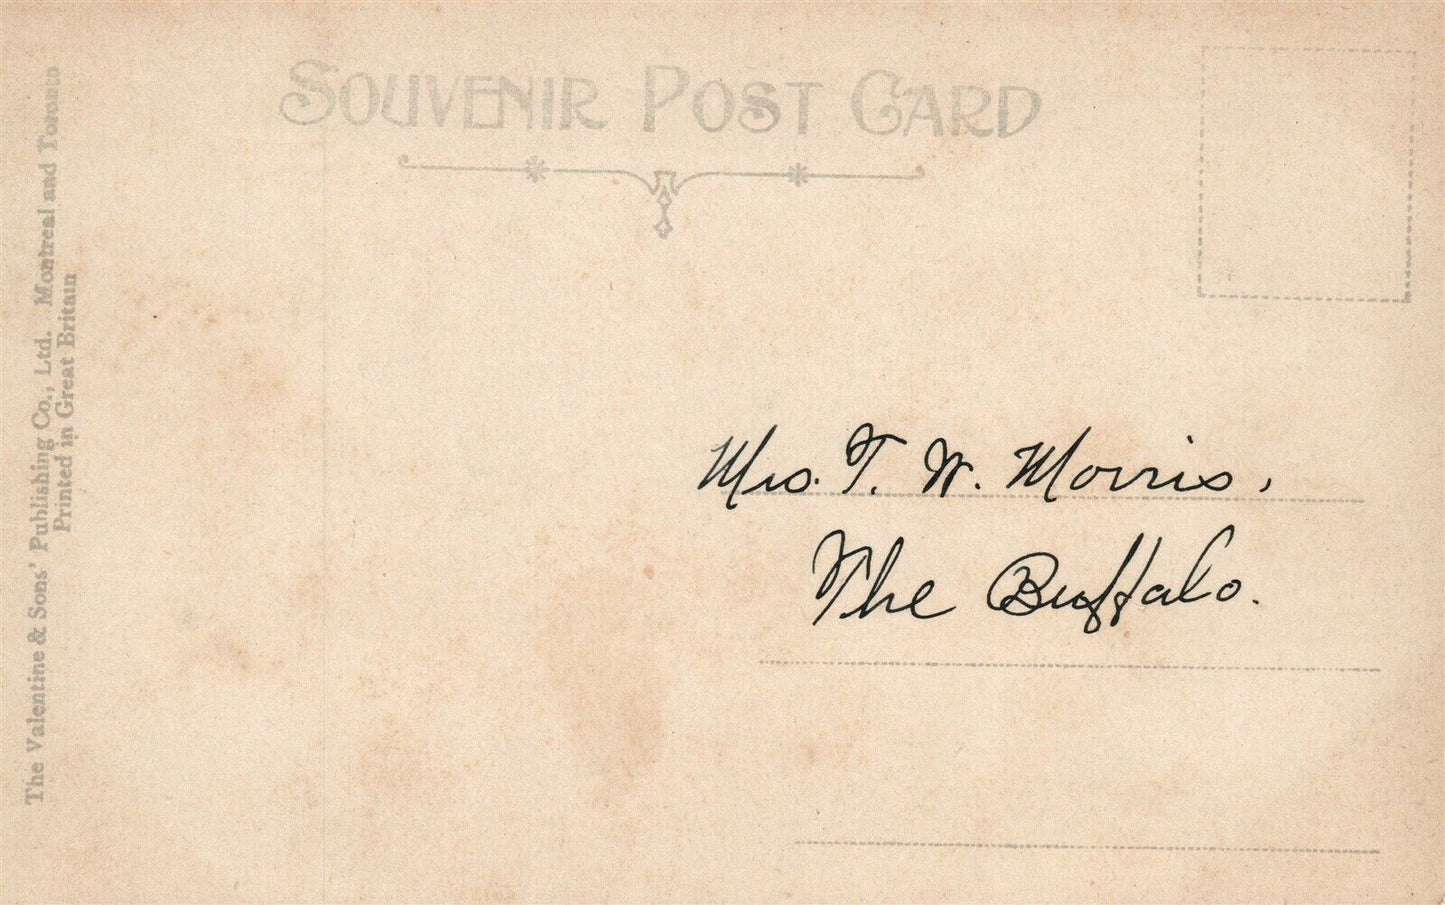 SOUVENIR POST CARD
The Valentine & Sons' Publishing Co., Ltd. Montreal and Toronto
Printed in Great Britain
Mrs. T. W. Morris,
The Buffalo.